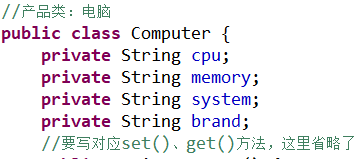 //产品类：电脑
public class Computer {
private String cpu;
private String memory;
private String system;
private String brand;
//要写对应set()、get()方法，这里省略了